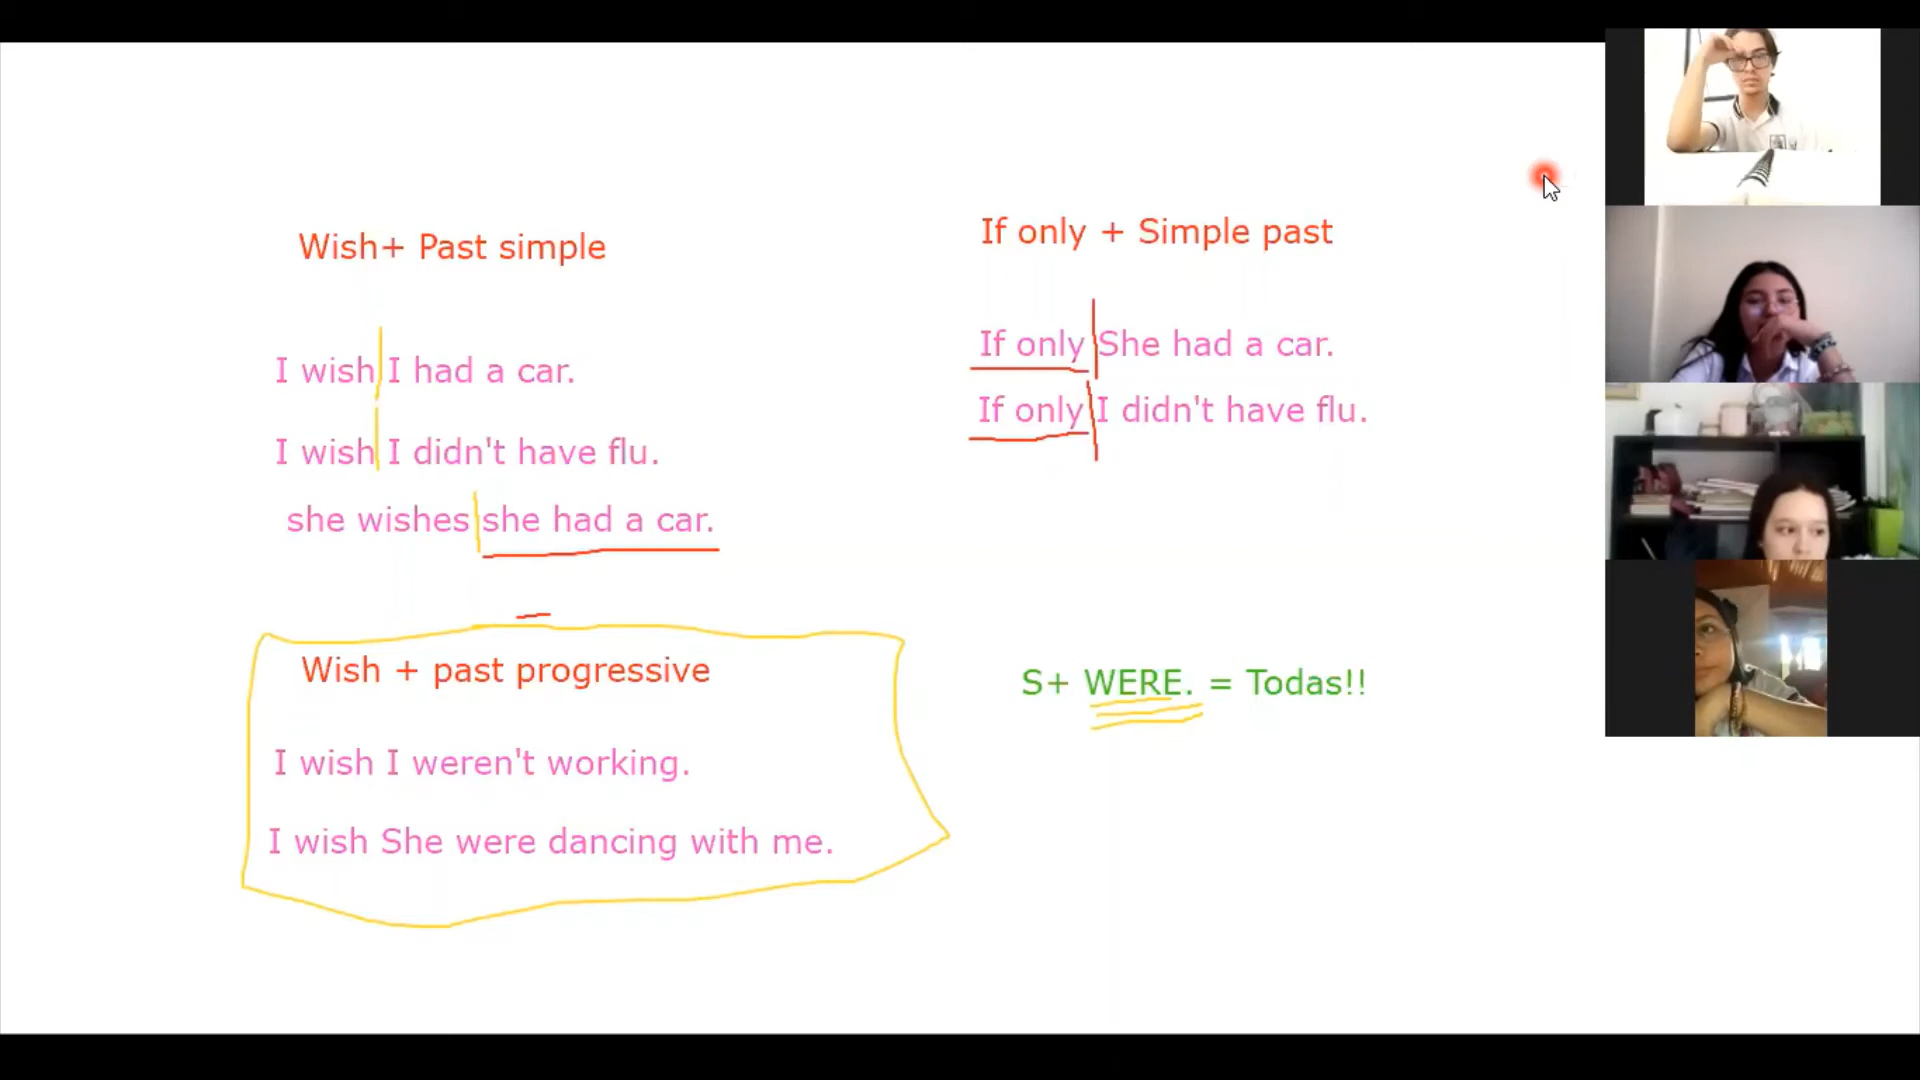 Wish+ Past simple
I wish I had a car.
I wish I didn't have flu.
she wishes she had a car.
If only + Simple past
If only She had a car.
If only I didn't have flu.
Wish + past progressive
I wish I weren't working.
I wish She were dancing with me.
S+ WERE. = Todas!!